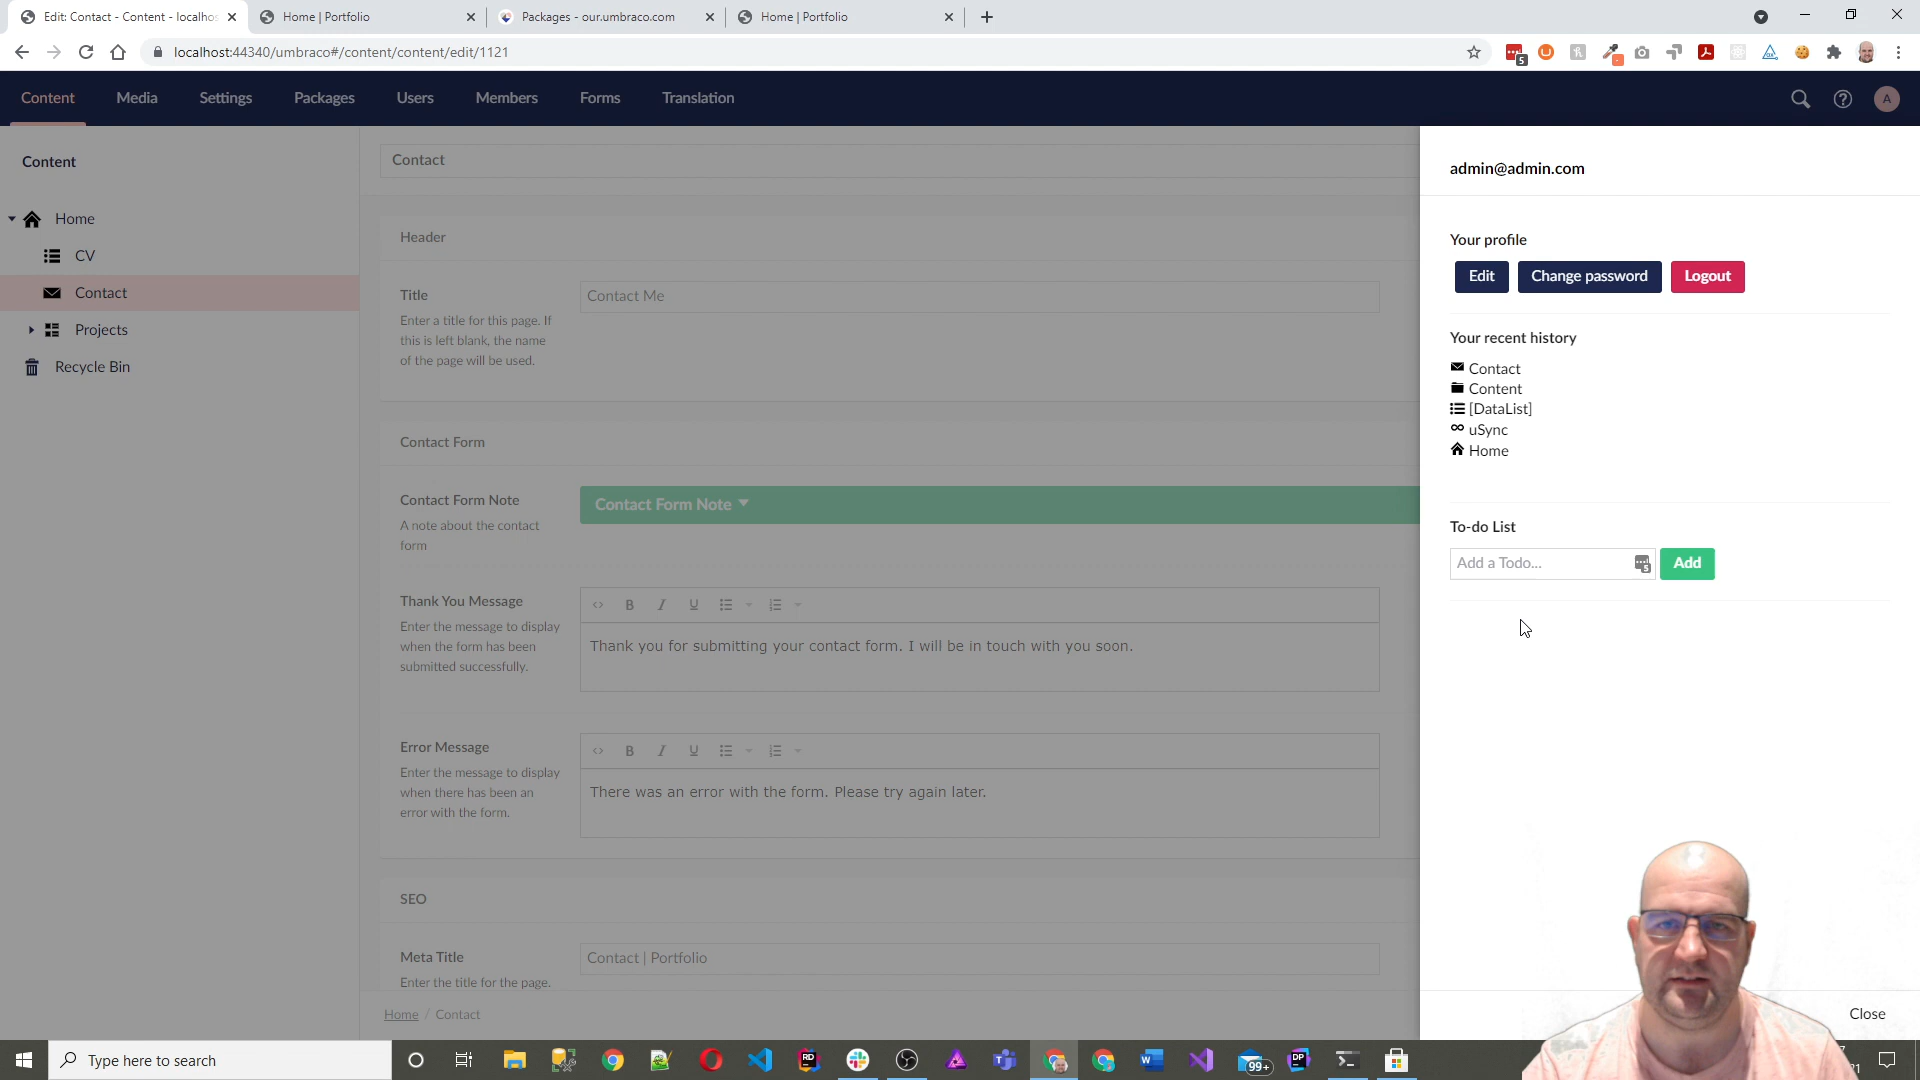 Edit: Contact - Content - localhos
Home | Portfolio
Packages - our.umbraco.com
Home | Portfolio
localhost:44340/umbraco#/content/content/edit/1121
5
Content
Media
Settings
Packages
Users
Members
Forms
Translation
A
Content
Home
CV
Contact
Projects
Recycle Bin
Contact
Header
Title
Enter a title for this page. If
this is left blank, the name
of the page will be used.
Contact Me
Contact Form
Contact Form Note
A note about the contact
form
Contact Form Note
Thank You Message
Enter the message to display
when the form has been
submitted successfully.
B I U
Thank you for submitting your contact form. I will be in touch with you soon.
Error Message
Enter the message to display
when there has been an
error with the form.
B I U
There was an error with the form. Please try again later.
SEO
Meta Title
Enter the title for the page.
Contact | Portfolio
Home / Contact
admin@admin.com
Your profile
Edit
Change password
Logout
Your recent history
Contact
Content
[DataList]
uSync
Home
To-do List
Add a Todo...
Add
Close
Type here to search
RD
99+
DP